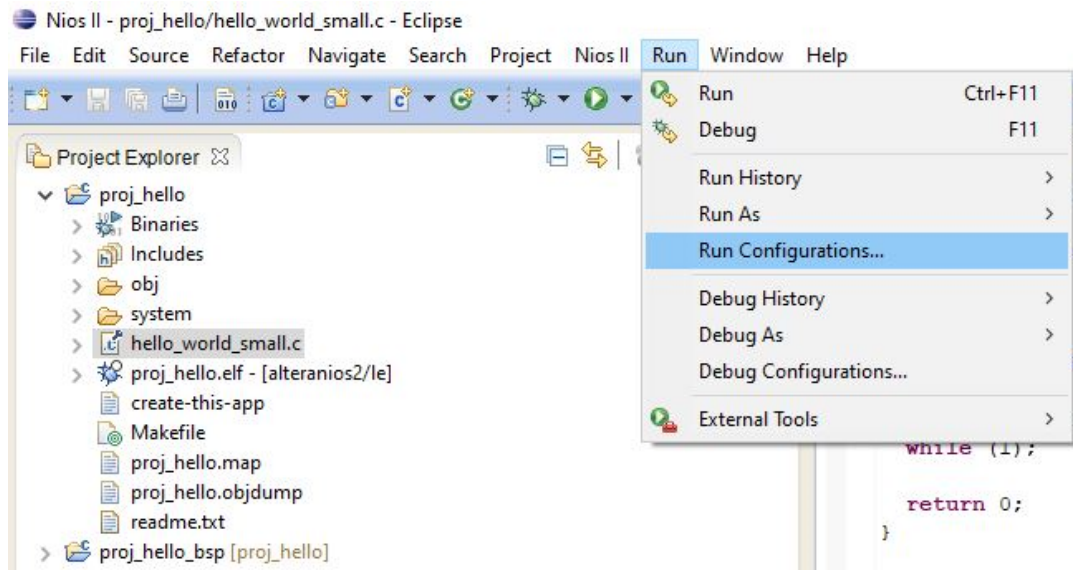 Nios II - proj_hello/hello_world_small.c - Eclipse
File Edit Source Refactor Navigate Search Project Nios II Run Window Help
Project Explorer
proj_hello
Binaries
Includes
obj
system
hello_world_small.c
proj_hello.elf - [alteranios2/le]
create-this-app
Makefile
proj_hello.map
proj_hello.objdump
readme.txt
proj_hello_bsp [proj_hello]
Run Ctrl+F11
Debug F11
Run History
Run As
Run Configurations...
Debug History
Debug As
Debug Configurations...
External Tools
while (1);
return 0;
}